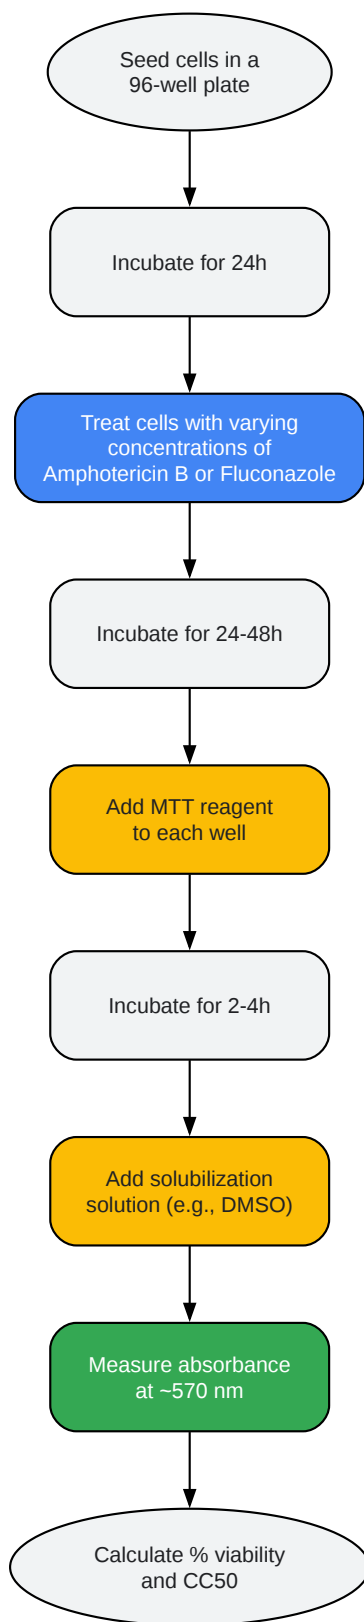 Seed cells in a
96-well plate
Incubate for 24h
Treat cells with varying
concentrations of
Amphotericin B or Fluconazole
Incubate for 24-48h
Add MTT reagent
to each well
Incubate for 2-4h
Add solubilization
solution (e.g., DMSO)
Measure absorbance
at ~570 nm
Calculate % viability
and CC50